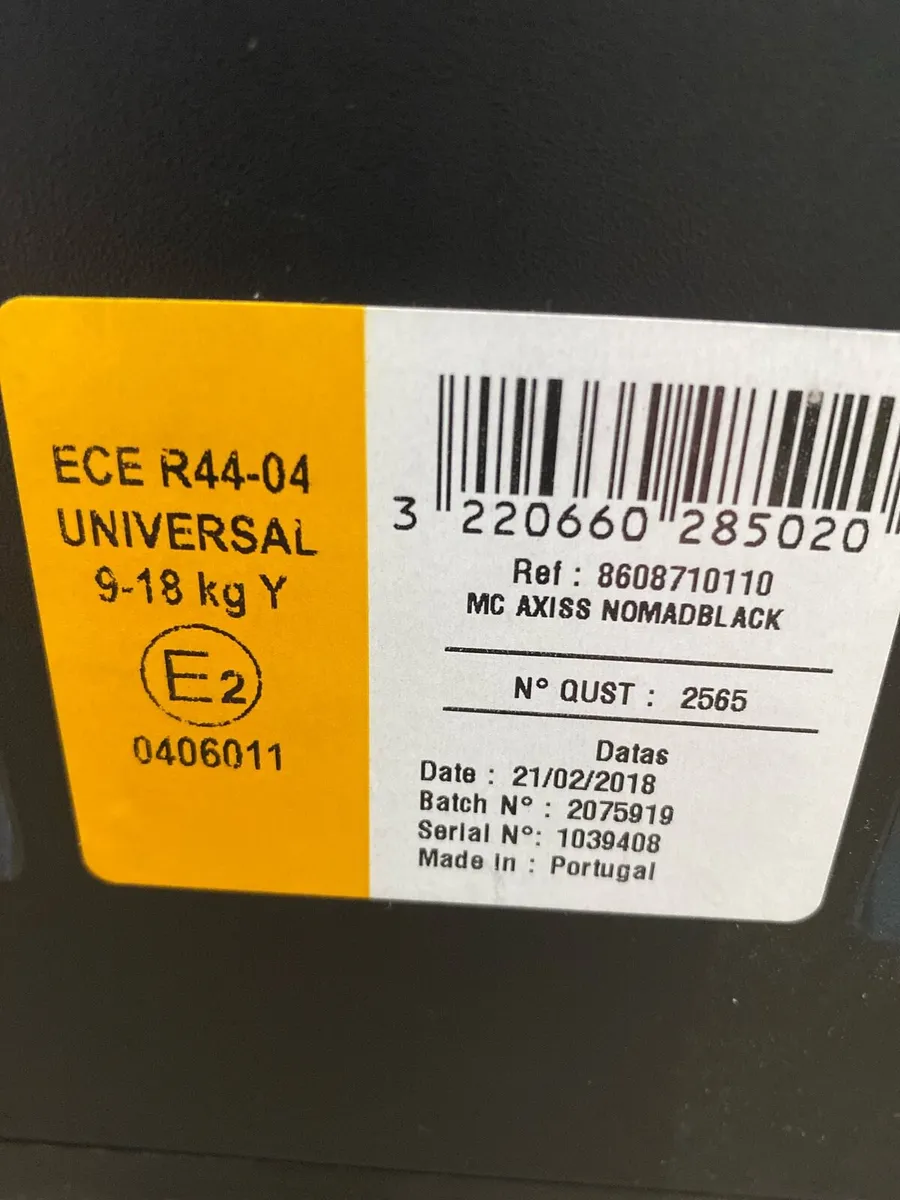 ECE R44-04
UNIVERSAL
9-18 kg Y
E2
0406011
3 220660 285020
Ref : 8608710110
MC AXISS NOMADBLACK
N° QUST : 2565
Datas
Date : 21/02/2018
Batch N° : 2075919
Serial N°: 1039408
Made in : Portugal